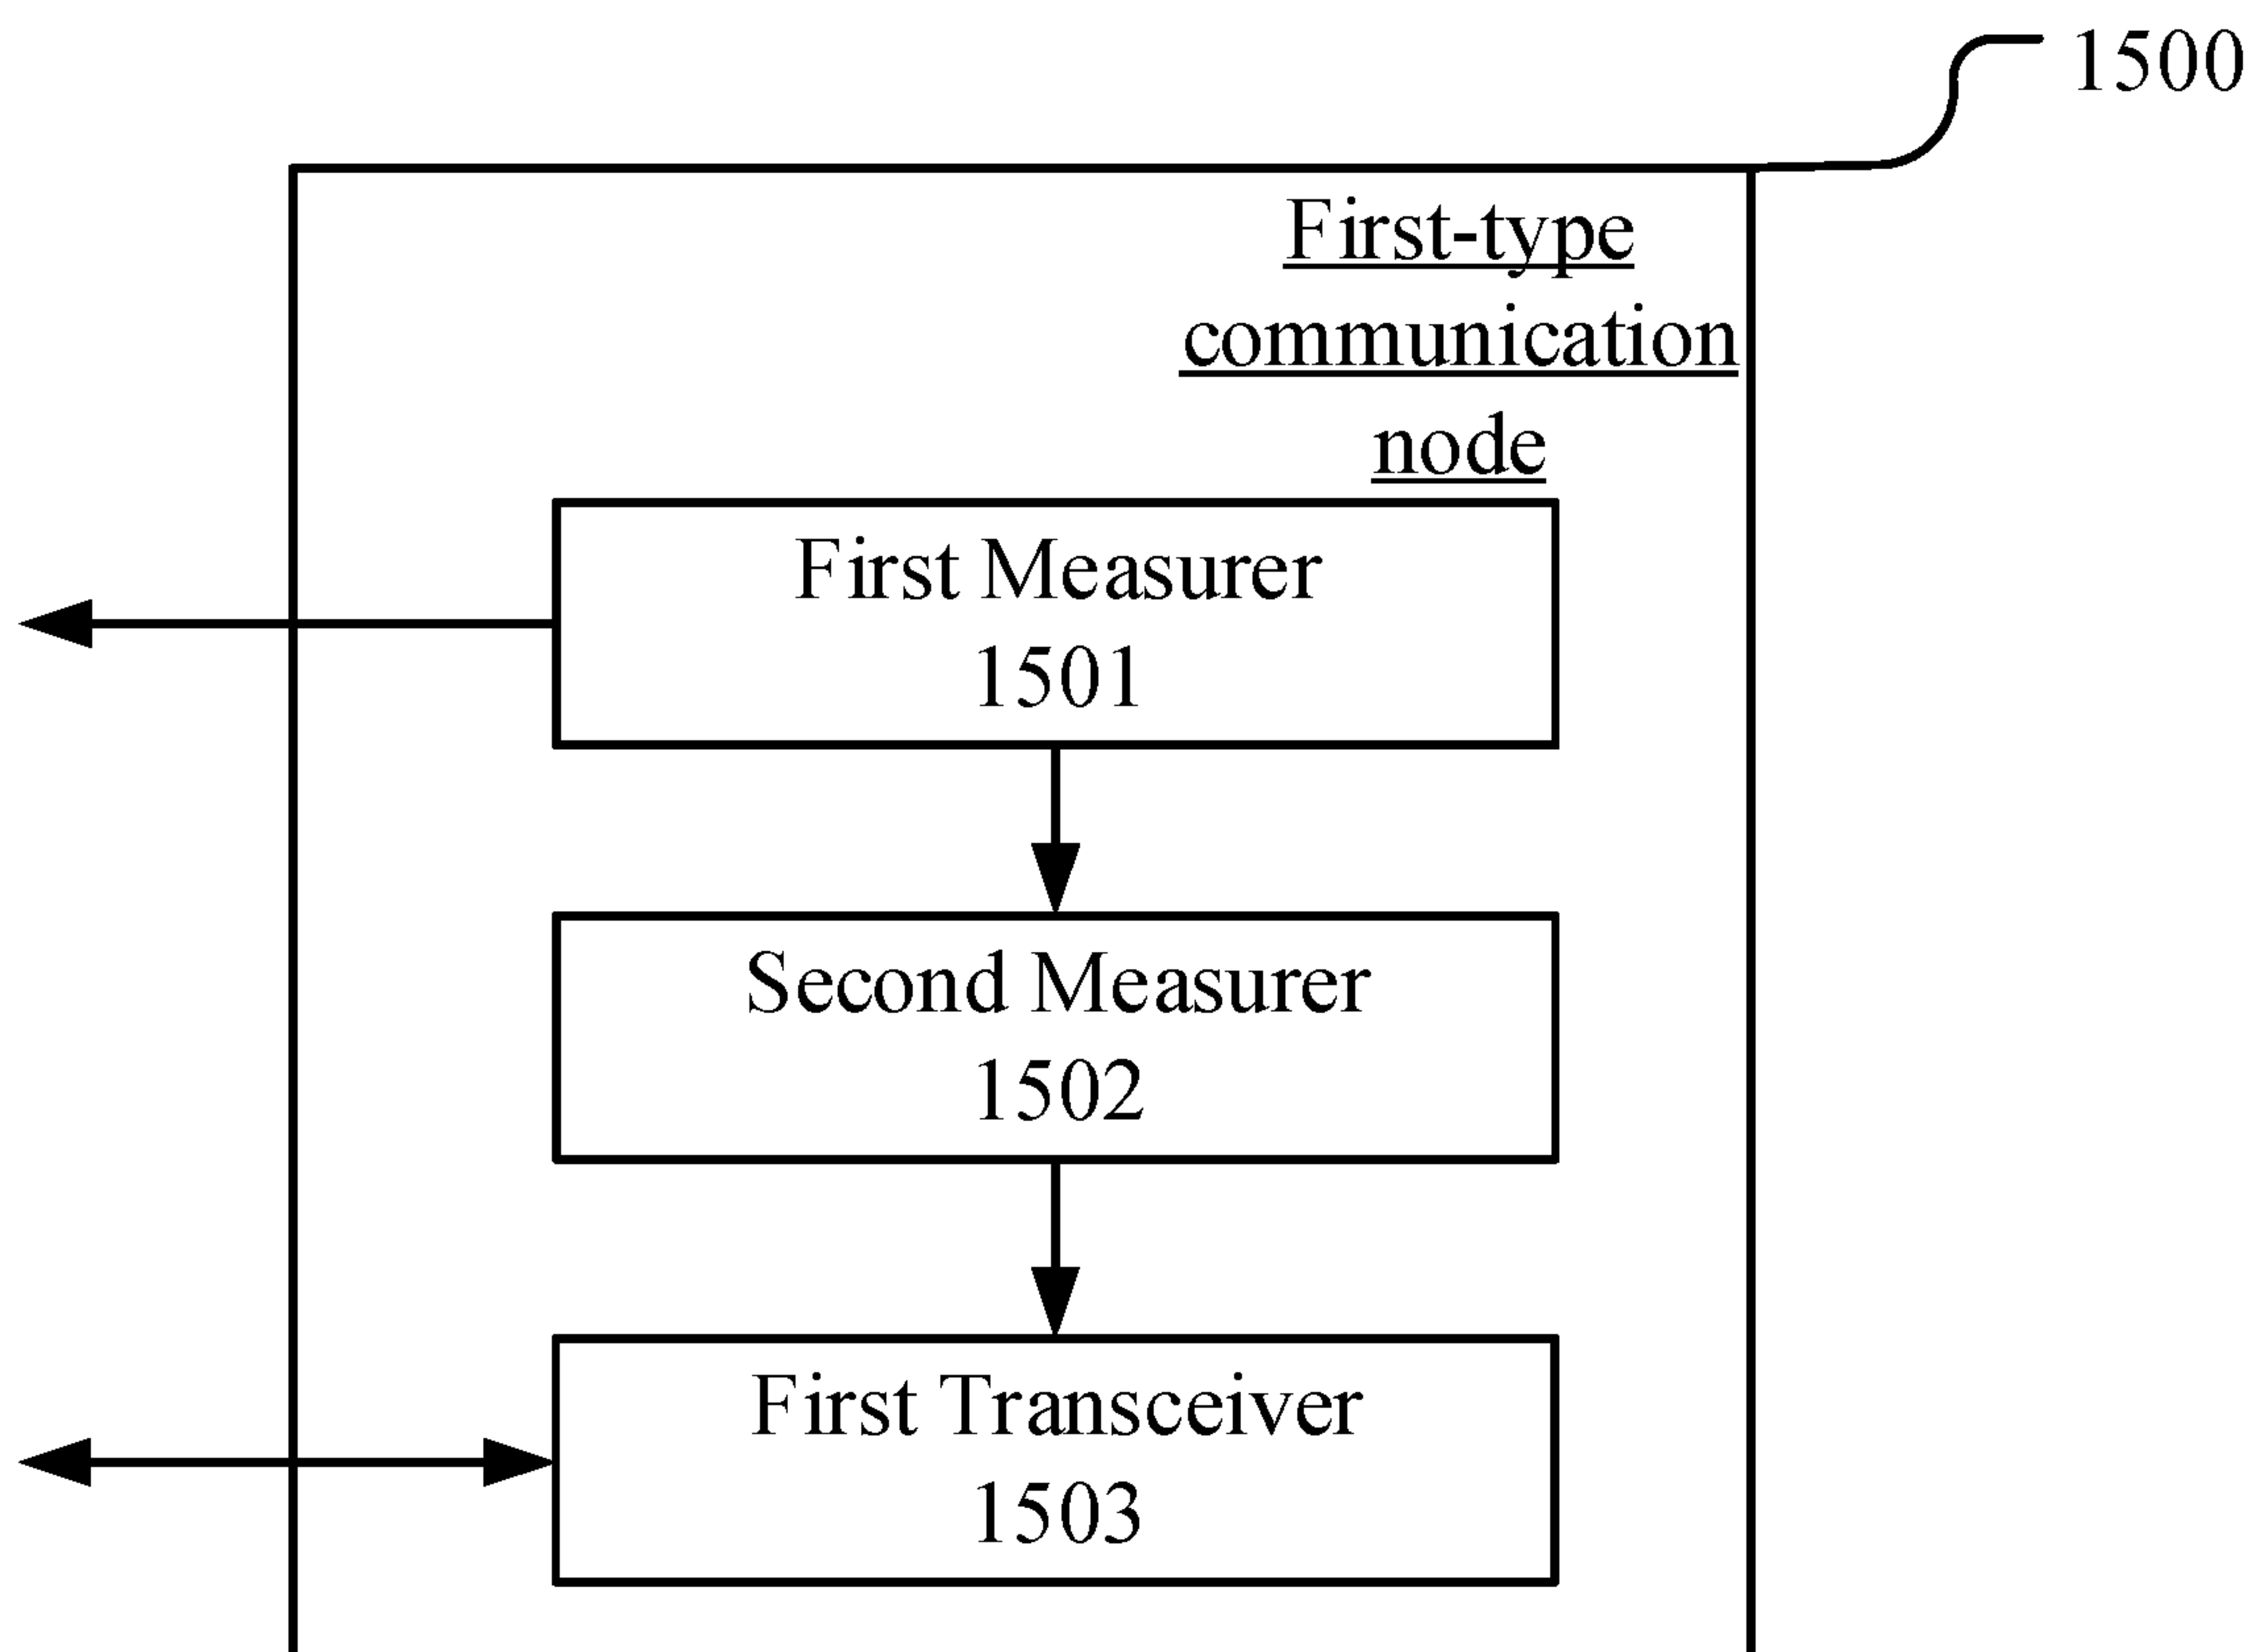 1500
First-type
communication
node
First Measurer
1501
Second Measurer
1502
First Transceiver
1503